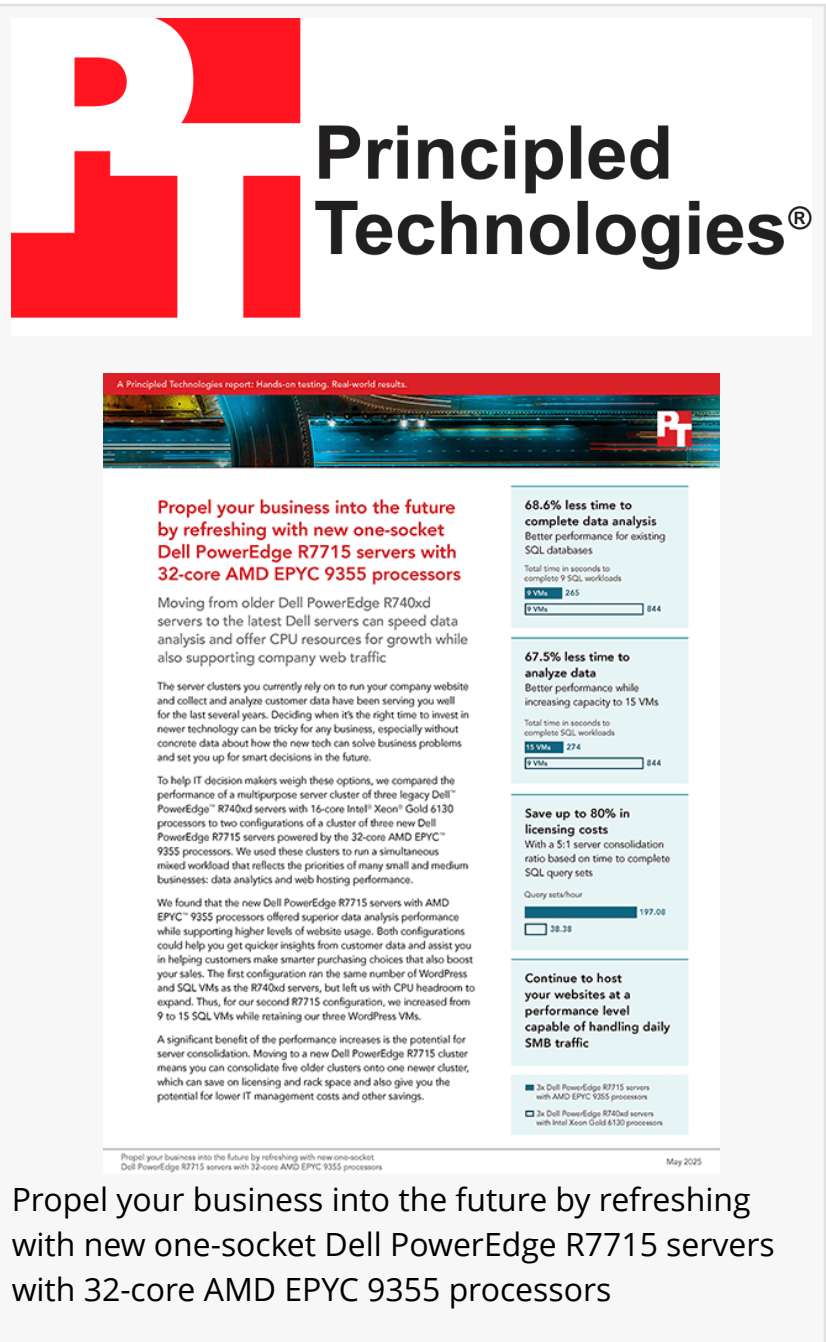 PT
Principled
Technologies®
A Principled Technologies report: Hands-on testing. Real-world results.
PT
Propel your business into the future
by refreshing with new one-socket
Dell PowerEdge R7715 servers with
32-core AMD EPYC 9355 processors
Moving from older Dell PowerEdge R740xd
servers to the latest Dell servers can speed data
analysis and offer CPU resources for growth while
also supporting company web traffic
The server clusters you currently rely on to run your company website
and collect and analyze customer data have been serving you well
for the last several years. Deciding when it's the right time to invest in
newer technology can be tricky for any business, especially without
concrete data about how the new tech can solve business problems
and set you up for smart decisions in the future.
To help IT decision makers weigh these options, we compared the
performance of a multipurpose server cluster of three legacy Dell™
PowerEdge™ R740xd servers with 16-core Intel® Xeon® Gold 6130
processors to two configurations of a cluster of three new Dell
PowerEdge R7715 servers powered by the 32-core AMD EPYC™
9355 processors. We used these clusters to run a simultaneous
mixed workload that reflects the priorities of many small and medium
businesses: data analytics and web hosting performance.
We found that the new Dell PowerEdge R7715 servers with AMD
EPYC™ 9355 processors offered superior data analysis performance
while supporting higher levels of website usage. Both configurations
could help you get quicker insights from customer data and assist you
in helping customers make smarter purchasing choices that also boost
your sales. The first configuration ran the same number of WordPress
and SQL VMs as the R740xd servers, but left us with CPU headroom to
expand. Thus, for our second R7715 configuration, we increased from
9 to 15 SQL VMs while retaining our three WordPress VMs.
A significant benefit of the performance increases is the potential for
server consolidation. Moving to a new Dell PowerEdge R7715 cluster
means you can consolidate five older clusters onto one newer cluster,
which can save on licensing and rack space and also give you the
potential for lower IT management costs and other savings.
68.6% less time to
complete data analysis
Better performance for existing
SQL databases
Total time in seconds to
complete 9 SQL workloads
9 VMs 265
9 VMs 844
67.5% less time to
analyze data
Better performance while
increasing capacity to 15 VMs
Total time in seconds to
complete SQL workloads
15 VMs 274
9 VMs 844
Save up to 80% in
licensing costs
With a 5:1 server consolidation
ratio based on time to complete
SQL query sets
Query sets/hour
197.08
38.38
Continue to host
your websites at a
performance level
capable of handling daily
SMB traffic
3x Dell PowerEdge R7715 servers
with AMD EPYC 9355 processors
3x Dell PowerEdge R740xd servers
with Intel Xeon Gold 6130 processors
Propel your business into the future by refreshing with new one-socket
Dell PowerEdge R7715 servers with 32-core AMD EPYC 9355 processors
May 2025
Propel your business into the future by refreshing
with new one-socket Dell PowerEdge R7715 servers
with 32-core AMD EPYC 9355 processors